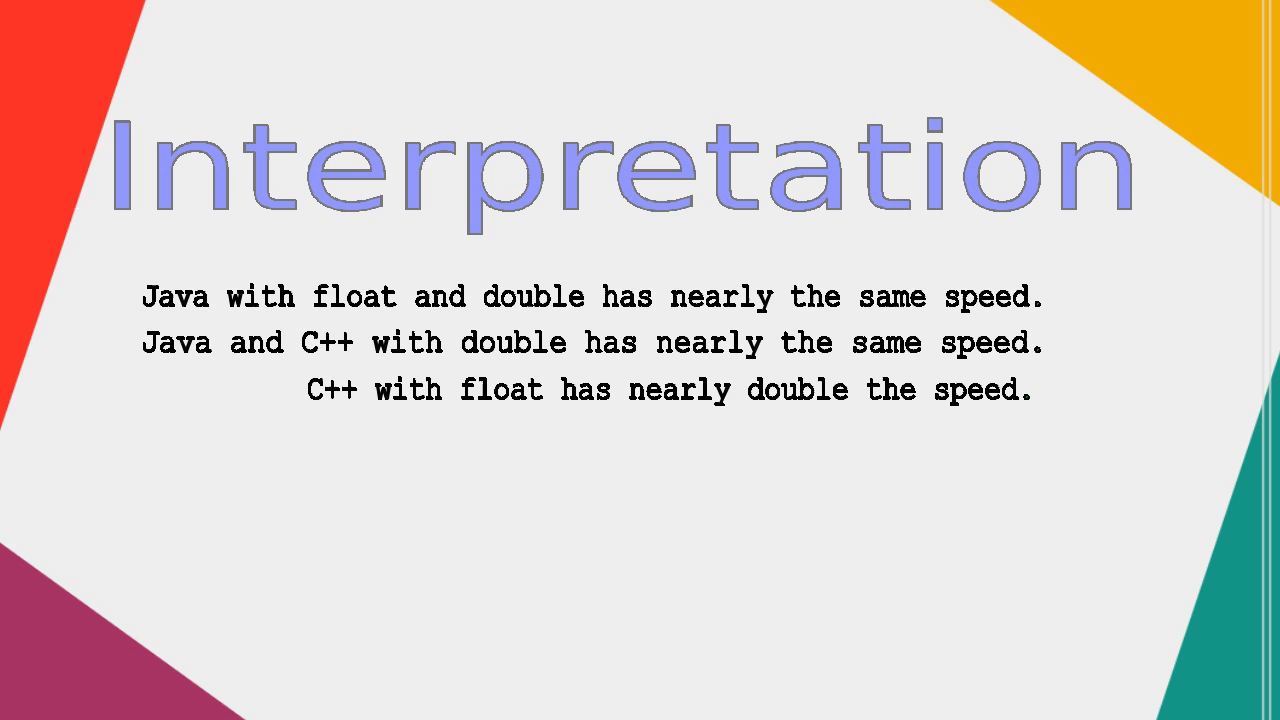 Interpretation
Java with float and double has nearly the same speed.
Java and C++ with double has nearly the same speed.
C++ with float has nearly double the speed.